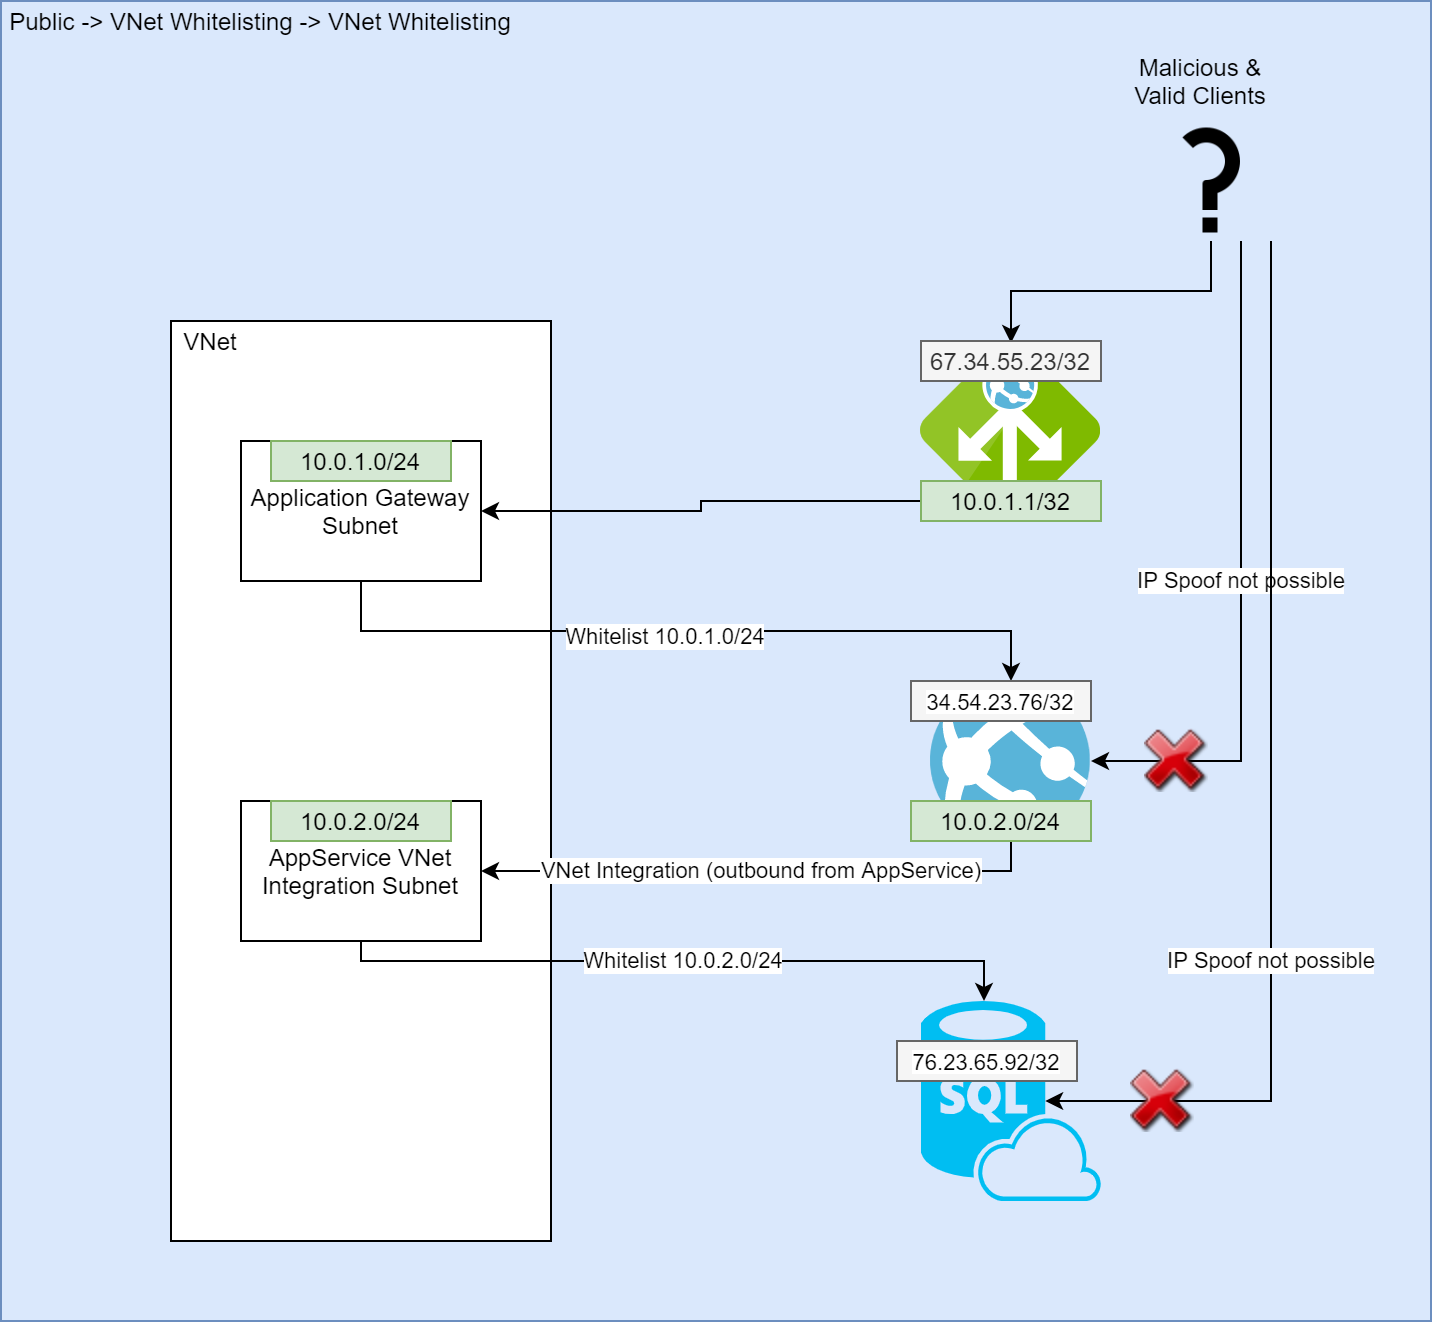 Public -> VNet Whitelisting -> VNet Whitelisting
Malicious &
Valid Clients
VNet
67.34.55.23/32
10.0.1.0/24
Application Gateway
Subnet
10.0.1.1/32
IP Spoof not possible
Whitelist 10.0.1.0/24
34.54.23.76/32
10.0.2.0/24
AppService VNet
Integration Subnet
10.0.2.0/24
VNet Integration (outbound from AppService)
Whitelist 10.0.2.0/24
IP Spoof not possible
76.23.65.92/32
SQL